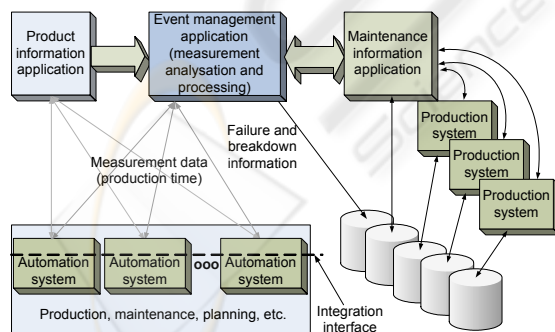 Product
information
application
Event management
application
(measurement
analysation and
processing)
Maintenance
information
application
Failure and
breakdown
information
Production
system
Production
system
Production
system
Measurement data
(production time)
Automation
system
Automation
system
ooo
Automation
system
Production, maintenance, planning, etc.
Integration
interface